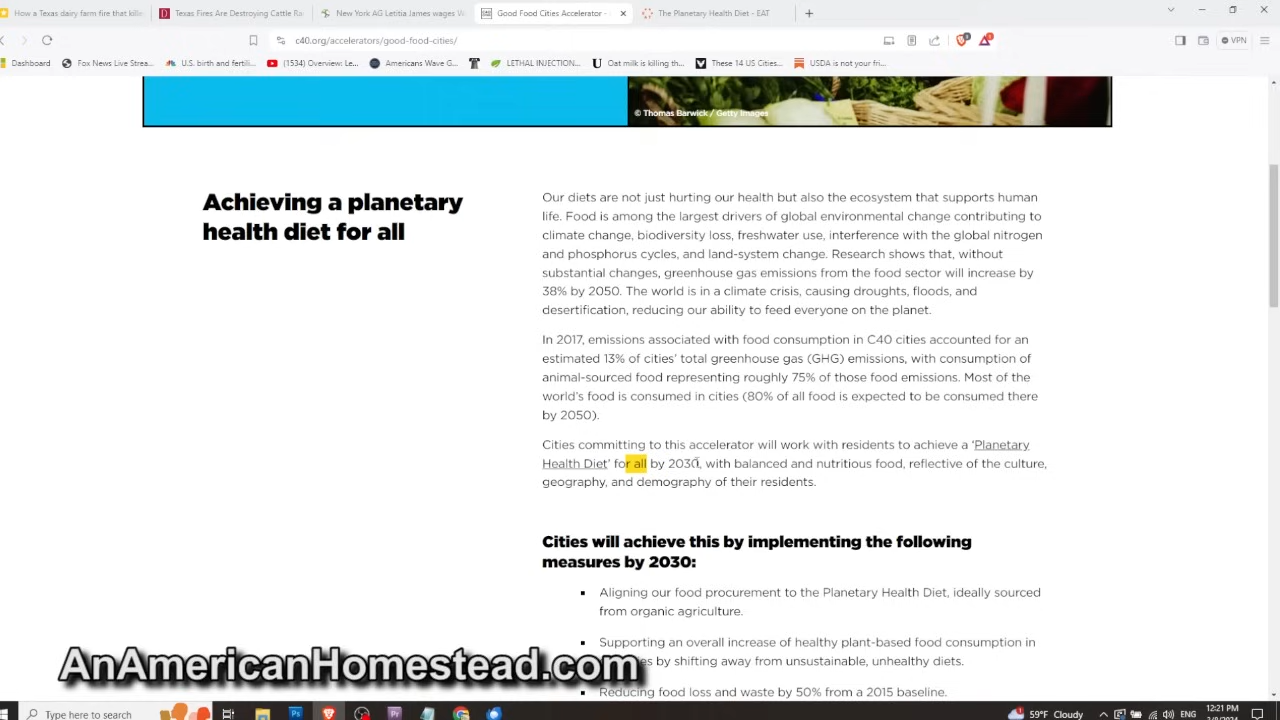 How a Texas dairy farm fire that kille
Texas Fires Are Destroying Cattle Ra
New York AG Letitia James wages W
Good Food Cities Accelerator -
The Planetary Health Diet - EAT
c40.org/accelerators/good-food-cities/
VPN
Dashboard
Fox News Live Strea...
U.S. birth and fertili...
(1534) Overview: Le...
Americans Wave G...
LETHAL INJECTION...
Oat milk is killing th...
These 14 US Cities...
USDA is not your fri...
© Thomas Barwick / Getty Images
Achieving a planetary
health diet for all
Our diets are not just hurting our health but also the ecosystem that supports human
life. Food is among the largest drivers of global environmental change contributing to
climate change, biodiversity loss, freshwater use, interference with the global nitrogen
and phosphorus cycles, and land-system change. Research shows that, without
substantial changes, greenhouse gas emissions from the food sector will increase by
38% by 2050. The world is in a climate crisis, causing droughts, floods, and
desertification, reducing our ability to feed everyone on the planet.
In 2017, emissions associated with food consumption in C40 cities accounted for an
estimated 13% of cities' total greenhouse gas (GHG) emissions, with consumption of
animal-sourced food representing roughly 75% of those food emissions. Most of the
world's food is consumed in cities (80% of all food is expected to be consumed there
by 2050).
Cities committing to this accelerator will work with residents to achieve a 'Planetary
Health Diet' for all by 2030, with balanced and nutritious food, reflective of the culture,
geography, and demography of their residents.
Cities will achieve this by implementing the following
measures by 2030:
Aligning our food procurement to the Planetary Health Diet, ideally sourced
from organic agriculture.
Supporting an overall increase of healthy plant-based food consumption in
by shifting away from unsustainable, unhealthy diets.
Reducing food loss and waste by 50% from a 2015 baseline.
AnAmericanHomestead.com
Type here to search
59°F Cloudy
ENG
12:21 PM